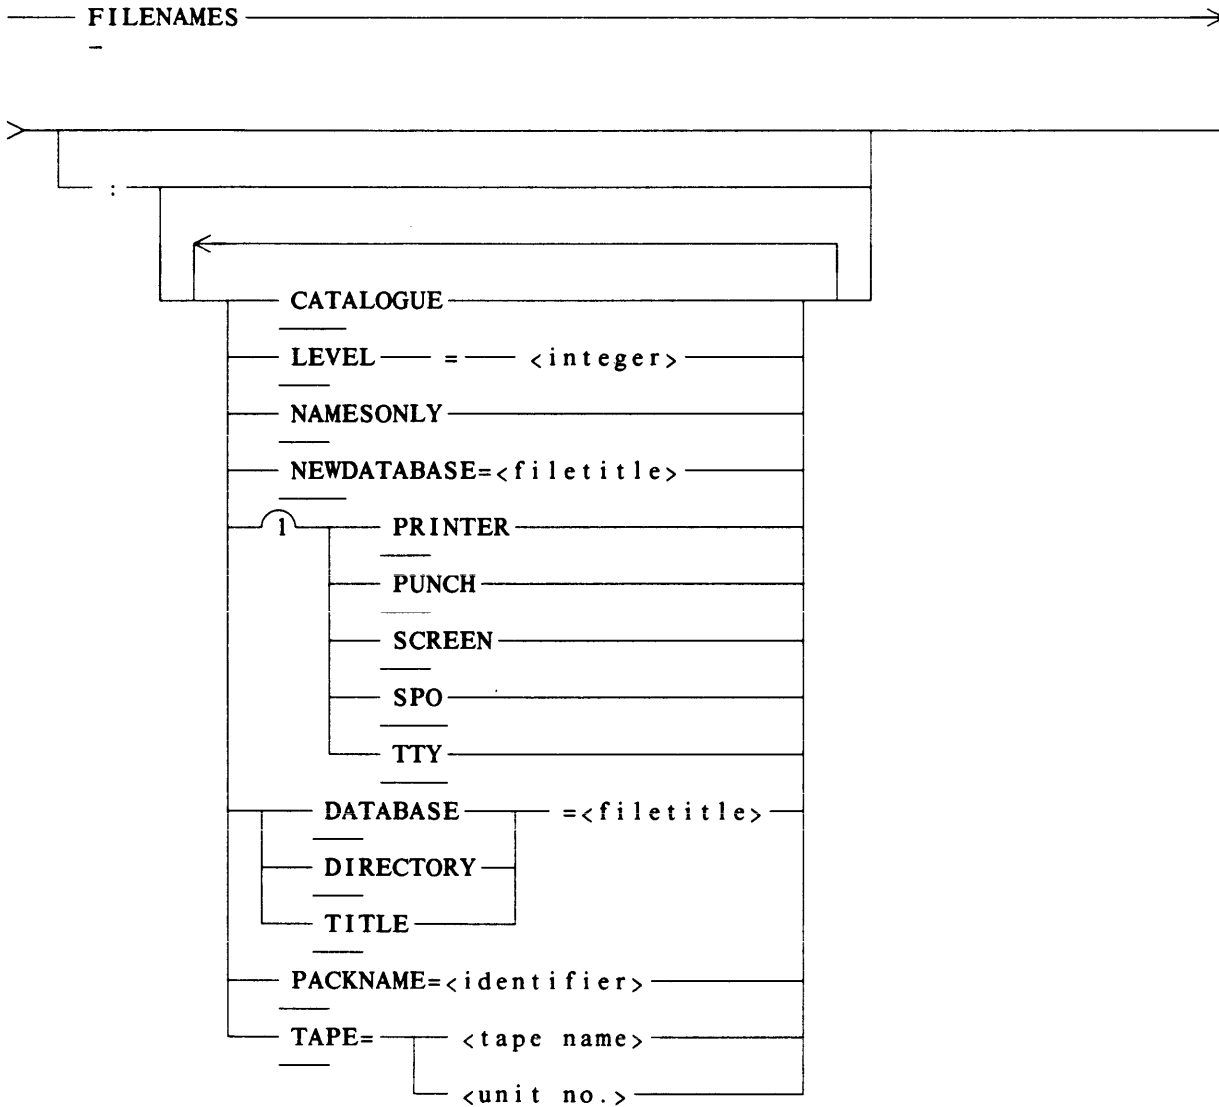 FILENAMES
:
CATALOGUE
LEVEL = <integer>
NAMESONLY
NEWDATABASE=<filetitle>
1 PRINTER
PUNCH
SCREEN
SPO
TTY
DATABASE =<filetitle>
DIRECTORY
TITLE
PACKNAME=<identifier>
TAPE= <tape name>
<unit no.>